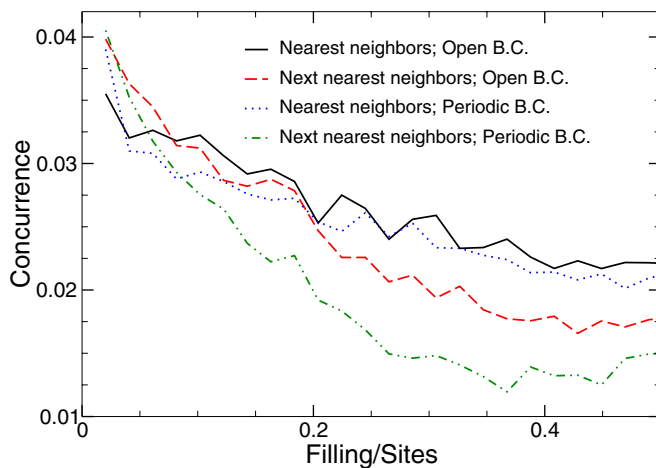 0.04
Nearest neighbors; Open B.C.
Next nearest neighbors; Open B.C.
Nearest neighbors; Periodic B.C.
Next nearest neighbors; Periodic B.C.
0.03
Concurrence
0.02
0.01
0
0.2
0.4
Filling/Sites